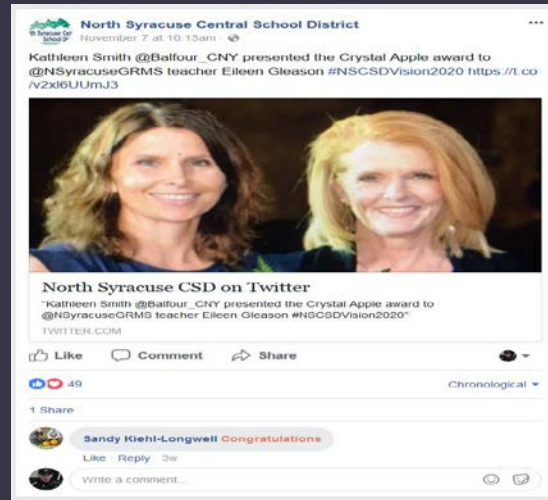 North Syracuse Central School District
November 7 at 10:13am ·
Kathleen Smith @Balfour_CNY presented the Crystal Apple award to
@NSyracuseGRMS teacher Eileen Gleason #NSCSDVision2020 https://t.co
/v2xl6UUmJ3
North Syracuse CSD on Twitter
"Kathleen Smith @Balfour_CNY presented the Crystal Apple award to
@NSyracuseGRMS teacher Eileen Gleason #NSCSDVision2020"
TWITTER.COM
Like Comment Share
49 Chronological
1 Share
Sandy Kiehl-Longwell Congratulations
Like · Reply · 3w
Write a comment...